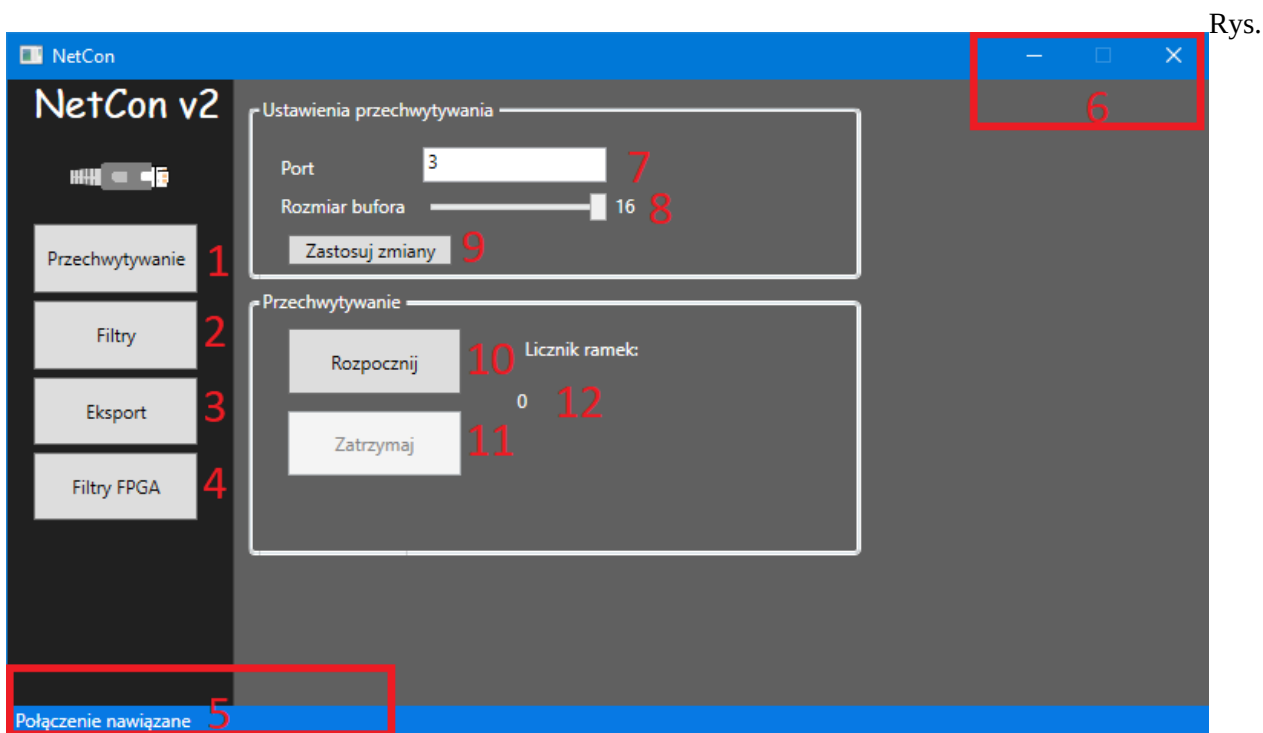 Rys.
NetCon
6
NetCon v2
Ustawienia przechwytywania
Port 3 7
Rozmiar bufora 16 8
Zastosuj zmiany 9
Przechwytywanie 1
Filtry 2
Eksport 3
Filtry FPGA 4
Przechwytywanie
Rozpocznij 10 Licznik ramek:
0 12
Zatrzymaj 11
Połączenie nawiązane 5